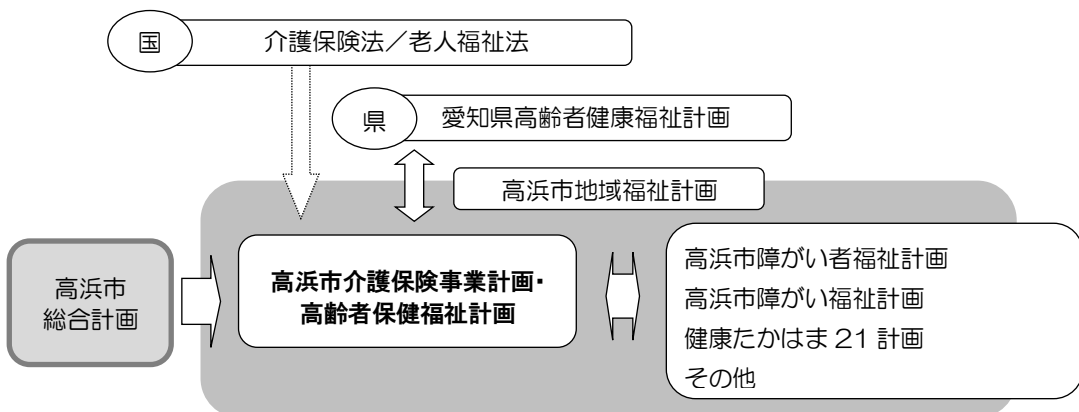 国
介護保険法/老人福祉法
県
愛知県高齢者健康福祉計画
高浜市地域福祉計画
高浜市
総合計画
高浜市介護保険事業計画・
高齢者保健福祉計画
高浜市障がい者福祉計画
高浜市障がい福祉計画
健康たかはま 21 計画
その他